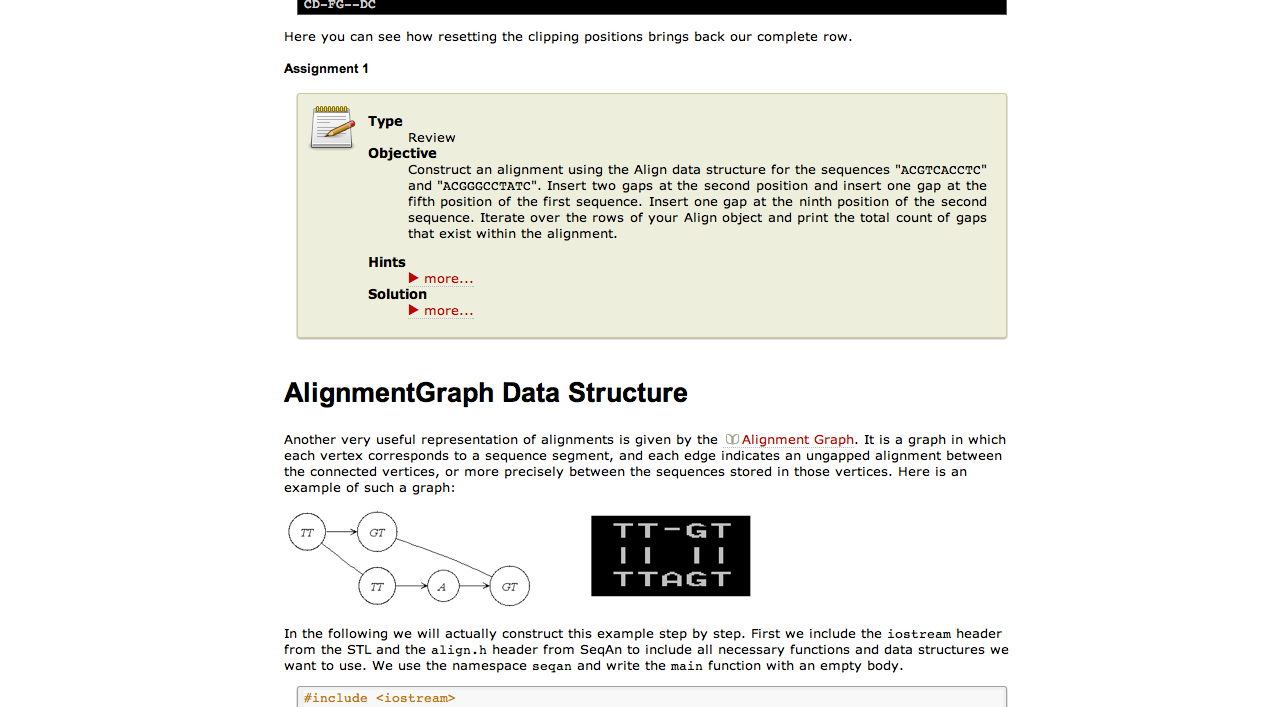 CD-FG--DC
Here you can see how resetting the clipping positions brings back our complete row.
Assignment 1
Type
Review
Objective
Construct an alignment using the Align data structure for the sequences "ACGTCACCTC"
and "ACGGGCCTATC". Insert two gaps at the second position and insert one gap at the
fifth position of the first sequence. Insert one gap at the ninth position of the second
sequence. Iterate over the rows of your Align object and print the total count of gaps
that exist within the alignment.
Hints
▶ more...
Solution
▶ more...
AlignmentGraph Data Structure
Another very useful representation of alignments is given by the Alignment Graph. It is a graph in which
each vertex corresponds to a sequence segment, and each edge indicates an ungapped alignment between
the connected vertices, or more precisely between the sequences stored in those vertices. Here is an
example of such a graph:
TT GT
TT A GT
TT-GT
|| ||
TTAGT
In the following we will actually construct this example step by step. First we include the iostream header
from the STL and the align.h header from SeqAn to include all necessary functions and data structures we
want to use. We use the namespace seqan and write the main function with an empty body.
#include <iostream>